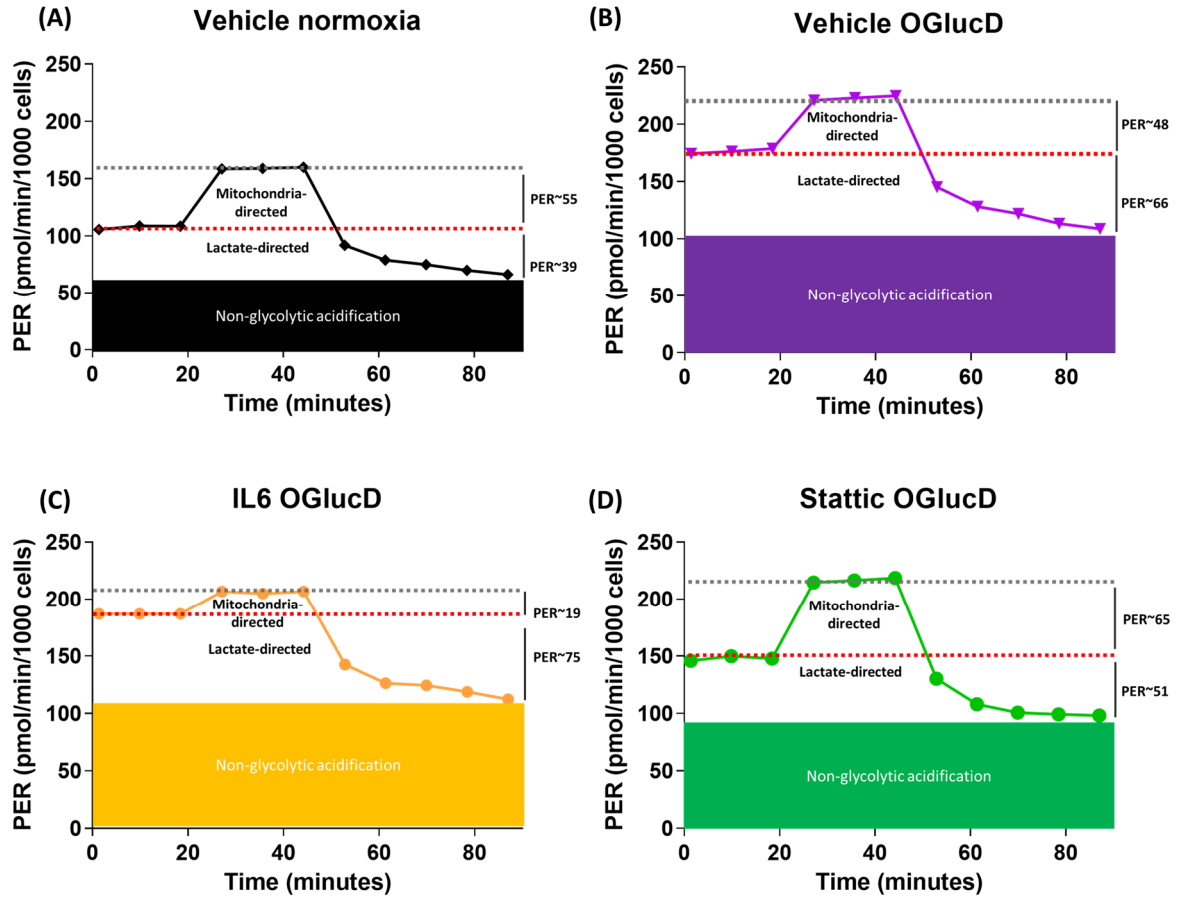 (A)
Vehicle normoxia
PER (pmol/min/1000 cells)
250
200
150
100
50
0
Mitochondria-
directed
Lactate-directed
Non-glycolytic acidification
PER~55
PER~39
0 20 40 60 80
Time (minutes)
(B)
Vehicle OGlucD
PER (pmol/min/1000 cells)
250
200
150
100
50
0
Mitochondria-
directed
Lactate-directed
Non-glycolytic acidification
PER~48
PER~66
0 20 40 60 80
Time (minutes)
(C)
IL6 OGlucD
PER (pmol/min/1000 cells)
250
200
150
100
50
0
Mitochondria-
directed
Lactate-directed
Non-glycolytic acidification
PER~19
PER~75
0 20 40 60 80
Time (minutes)
(D)
Stattic OGlucD
PER (pmol/min/1000 cells)
250
200
150
100
50
0
Mitochondria-
directed
Lactate-directed
Non-glycolytic acidification
PER~65
PER~51
0 20 40 60 80
Time (minutes)